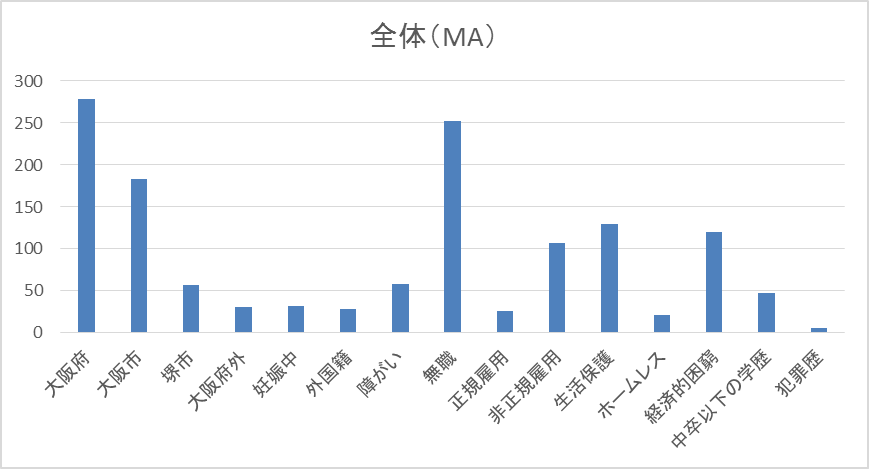 全体（MA）
300
250
200
150
100
50
0
大阪府
大阪市
堺市
大阪府外
妊娠中
外国籍
障がい
無職
正規雇用
非正規雇用
生活保護
ホームレス
経済的困窮
中卒以下の学歴
犯罪歴